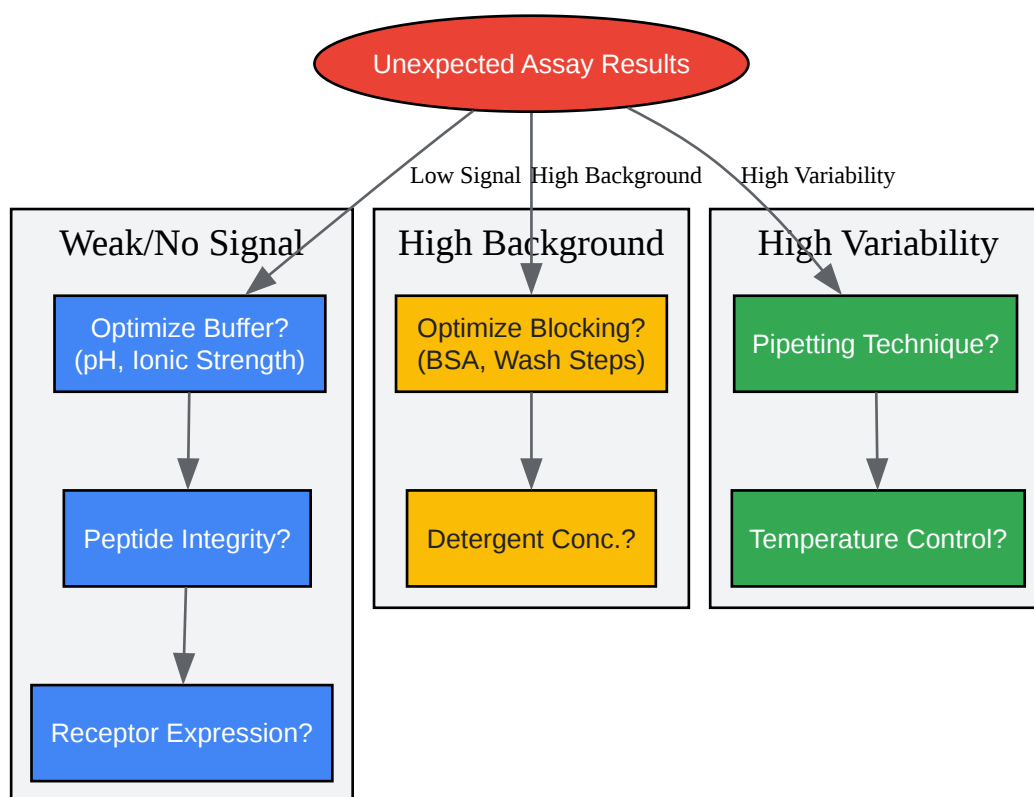 Unexpected Assay Results
Low Signal
High Background
High Variability
Weak/No Signal
High Background
High Variability
Optimize Buffer?
(pH, Ionic Strength)
Optimize Blocking?
(BSA, Wash Steps)
Pipetting Technique?
Peptide Integrity?
Detergent Conc.?
Temperature Control?
Receptor Expression?